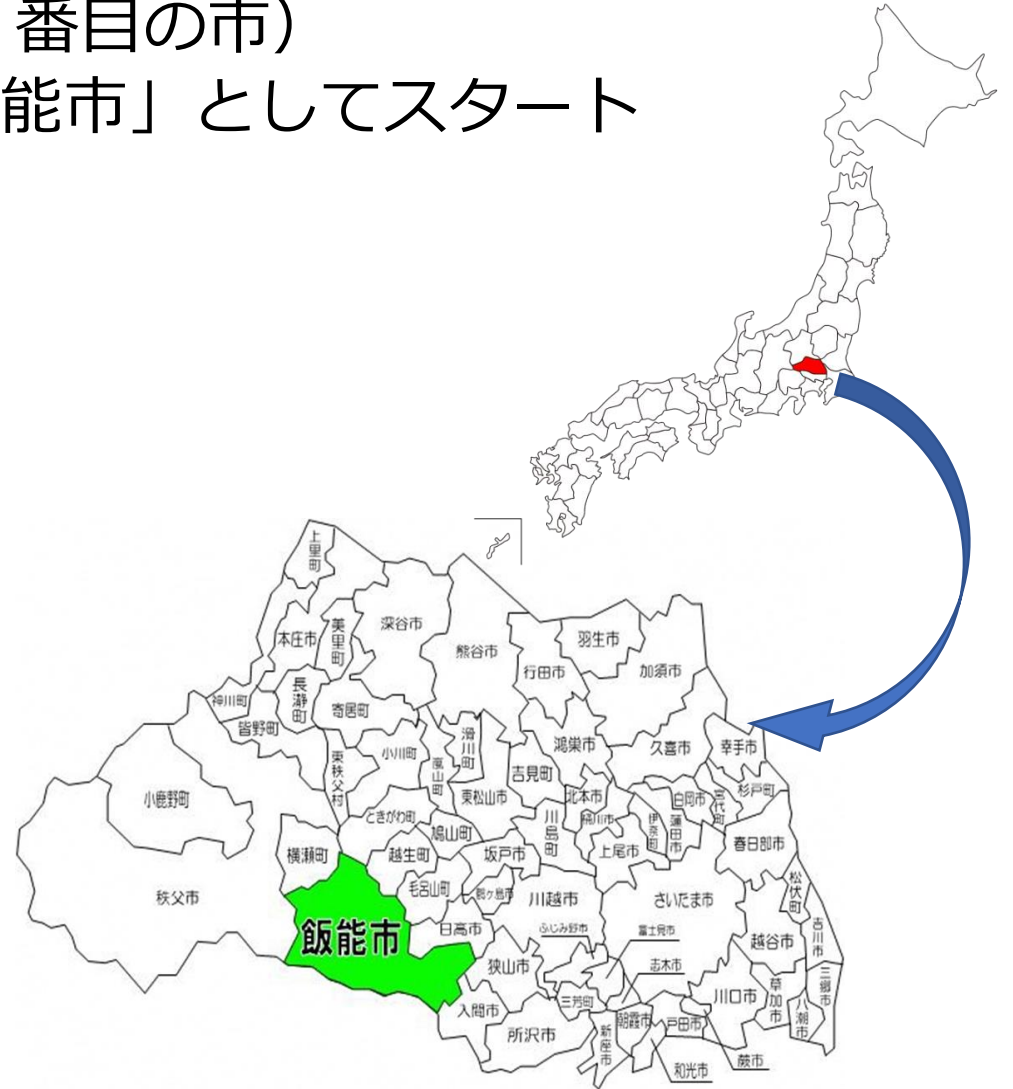 番目の市）
能市」としてスタート
上里町
本庄市
美里町
深谷市
熊谷市
行田市
羽生市
加須市
神川町
長瀞町
寄居町
皆野町
東秩父村
小川町
嵐山町
滑川町
吉見町
鴻巣市
久喜市
幸手市
小鹿野町
ときがわ町
東松山市
北本市
桶川市
伊奈町
蓮田市
白岡市
宮代町
杉戸町
横瀬町
越生町
鳩山町
坂戸市
川島町
上尾市
春日部市
秩父市
毛呂山町
鶴ヶ島市
川越市
さいたま市
松伏町
飯能市
日高市
ふじみ野市
富士見市
越谷市
吉川市
狭山市
志木市
入間市
三芳町
川口市
草加市
八潮市
三郷市
所沢市
新座市
朝霞市
戸田市
和光市
蕨市